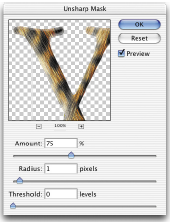 Unsharp Mask
OK
Reset
Preview
100%
Amount: 75 %
Radius: 1 pixels
Threshold: 0 levels